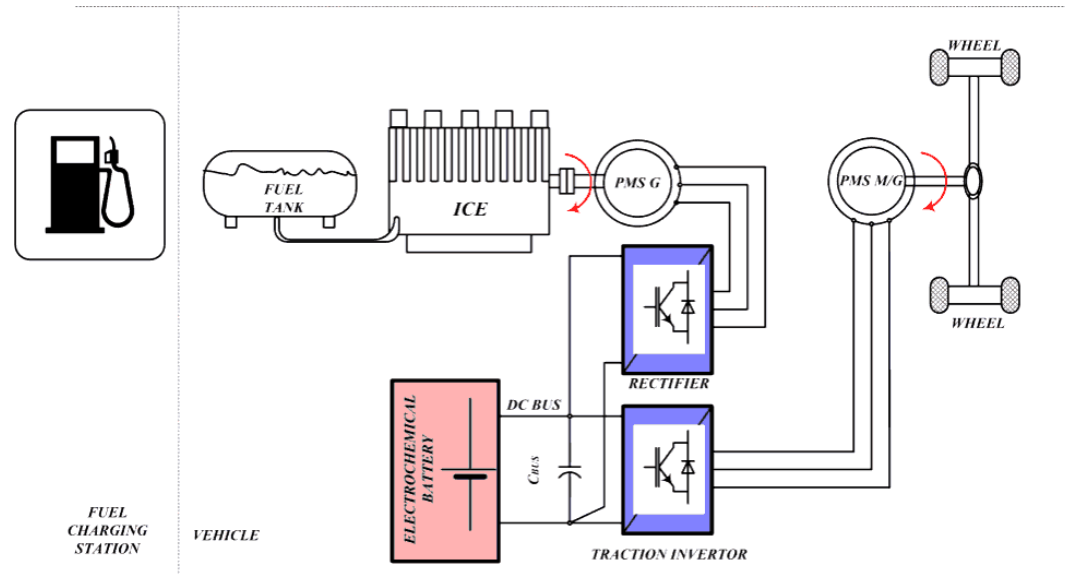 WHEEL
FUEL
TANK
ICE
PMS G
PMS M/G
WHEEL
RECTIFIER
DC BUS
ELECTROCHEMICAL
BATTERY
CBUS
TRACTION INVERTOR
FUEL
CHARGING
STATION
VEHICLE